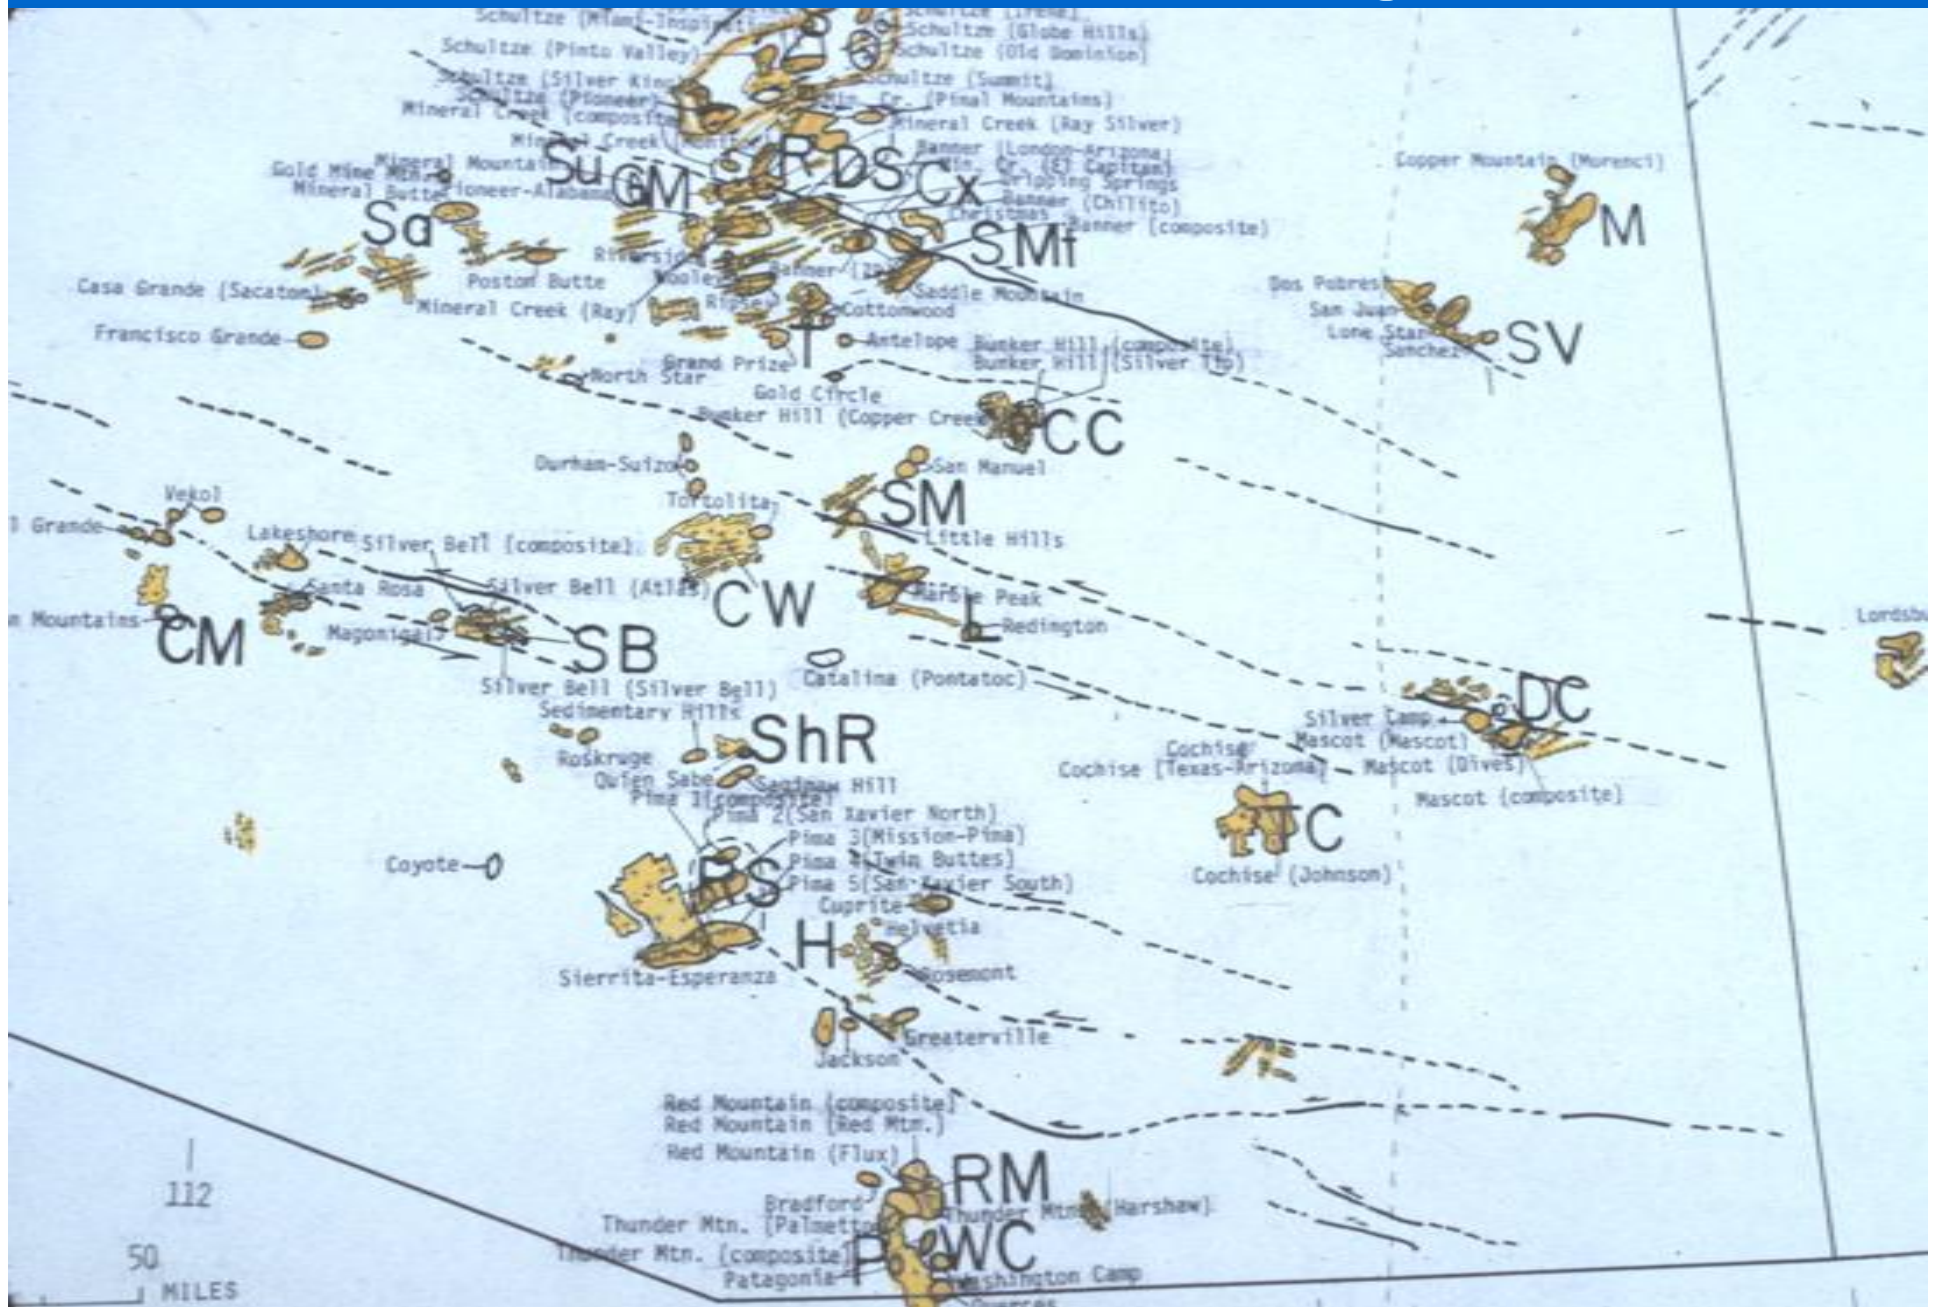 Schultze (Miami-Inspirati
Schultze (Globe Hills)
Schultze (Pinto Valley)
Schultze (Old Dominion)
Schultze (Silver King
Schultze (Summit)
Schultze (Pioneer)
Min. Cr. (Pinal Mountains)
Mineral Creek (composite
Mineral Creek (Ray Silver)
Mineral Creek
R
DS
Cx
Su
GM
Banner (London-Arizona)
Min. Cr. (El Capitan)
Dripping Springs
Banner (Chilito)
Christmas
Banner (composite)
Mineral Mountain
Gold Mine Mtn.
Mineral Butte
Pioneer-Alabama
Copper Mountain (Morenci)
M
Sa
SMt
Riverside
Poston Butte
Casa Grande (Sacaton)
Mineral Creek (Ray)
Ripsey
Saddle Mountain
Cottonwood
Dos Pobres
San Juan
Lone Star
Sanchez
SV
Francisco Grande
T
Antelope
Bunker Hill (composite)
Bunker Hill (Silver Tip)
Grand Prize
North Star
Gold Circle
Bunker Hill (Copper Creek
CC
Durham-Suizo
San Manuel
Vekol
Tortolita
SM
l Grande
Lakeshore
Silver Bell (composite)
Little Hills
Santa Rosa
Silver Bell (Atlas)
CW
Marble Peak
n Mountains
CM
Magonigal
SB
L
Redington
Lordsbu
Silver Bell (Silver Bell)
Catalina (Pontatoc)
Sedimentary Hills
DC
Silver Camp
ShR
Roskruge
Mascot (Mascot)
Cochise
Cochise (Texas-Arizona)
Mascot (Dives)
Quien Sabe
Saginaw Hill
Mascot (composite)
Pima 1(composite)
Pima 2(San Xavier North)
Pima 3(Mission-Pima)
TC
Coyote
PS
Pima 4(Twin Buttes)
Pima 5(San Xavier South)
Cochise (Johnson)
Cuprite
H
Helvetia
Sierrita-Esperanza
Rosemont
Greaterville
Jackson
Red Mountain (composite)
Red Mountain (Red Mtn.)
Red Mountain (Flux)
RM
112
Bradford
Thunder Mtn. (Harshaw)
Thunder Mtn. (Palmetto
50
Thunder Mtn. (composite)
P
WC
Patagonia
Washington Camp
MILES